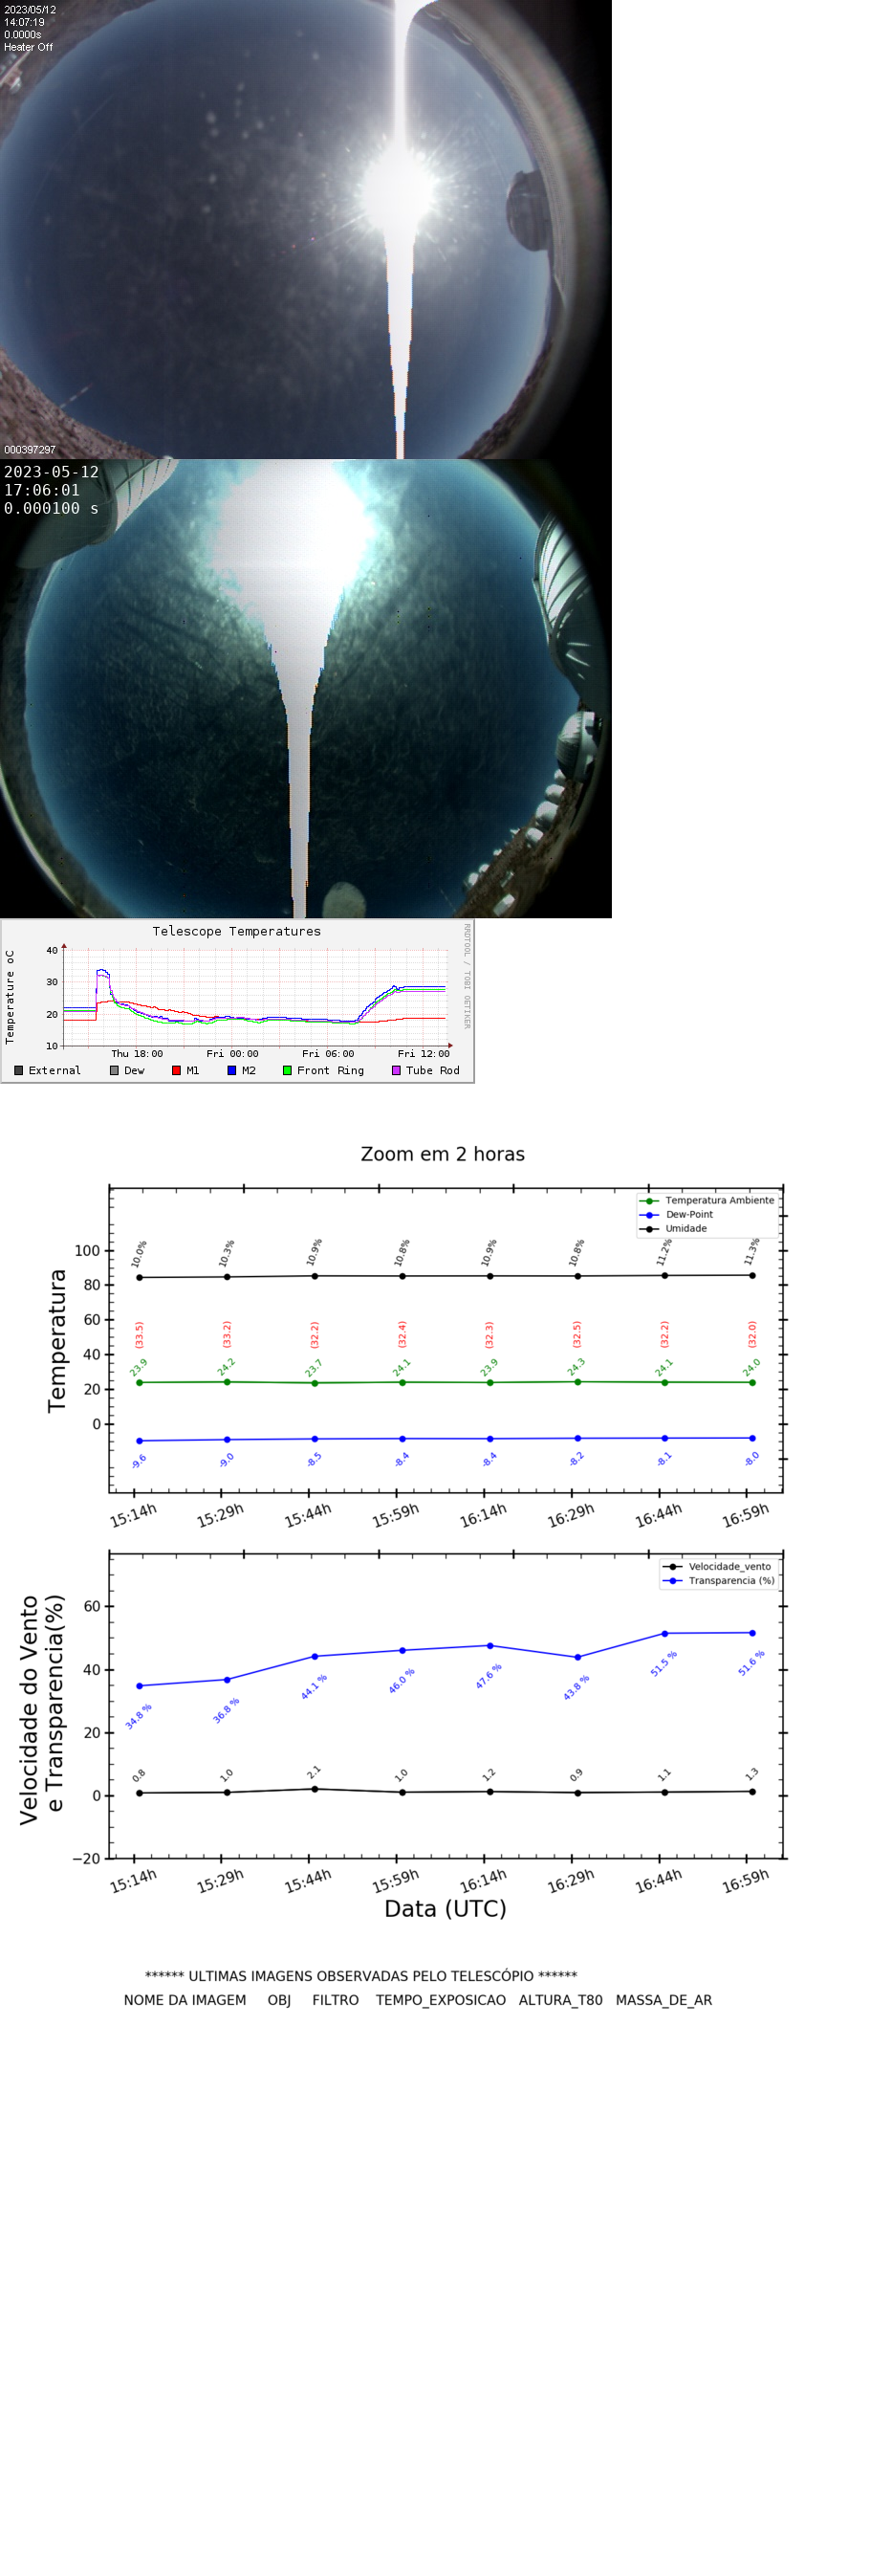 2023/05/12
14:07:19
0.0000s
Heater Off
000397297
2023-05-12
17:06:01
0.000100 s
Telescope Temperatures
RRDTOOL / TOBI OETIKER
Temperature oC
40
30
20
10
Thu 18:00 Fri 00:00 Fri 06:00 Fri 12:00
External Dew M1 M2 Front Ring Tube Rod
Zoom em 2 horas
Temperatura Ambiente
Dew-Point
Umidade
Temperatura
100
80
60
40
20
0
10.0% 10.3% 10.9% 10.8% 10.9% 10.8% 11.2% 11.3%
(33.5) (33.2) (32.2) (32.4) (32.3) (32.5) (32.2) (32.0)
23.9 24.2 23.7 24.1 23.9 24.3 24.1 24.0
-9.6 -9.0 -8.5 -8.4 -8.4 -8.2 -8.1 -8.0
15:14h 15:29h 15:44h 15:59h 16:14h 16:29h 16:44h 16:59h
Velocidade_vento
Transparencia (%)
Velocidade do Vento
e Transparencia(%)
60
40
20
0
−20
34.8 % 36.8 % 44.1 % 46.0 % 47.6 % 43.8 % 51.5 % 51.6 %
0.8 1.0 2.1 1.0 1.2 0.9 1.1 1.3
15:14h 15:29h 15:44h 15:59h 16:14h 16:29h 16:44h 16:59h
Data (UTC)
****** ULTIMAS IMAGENS OBSERVADAS PELO TELESCÓPIO ******
NOME DA IMAGEM OBJ FILTRO TEMPO_EXPOSICAO ALTURA_T80 MASSA_DE_AR